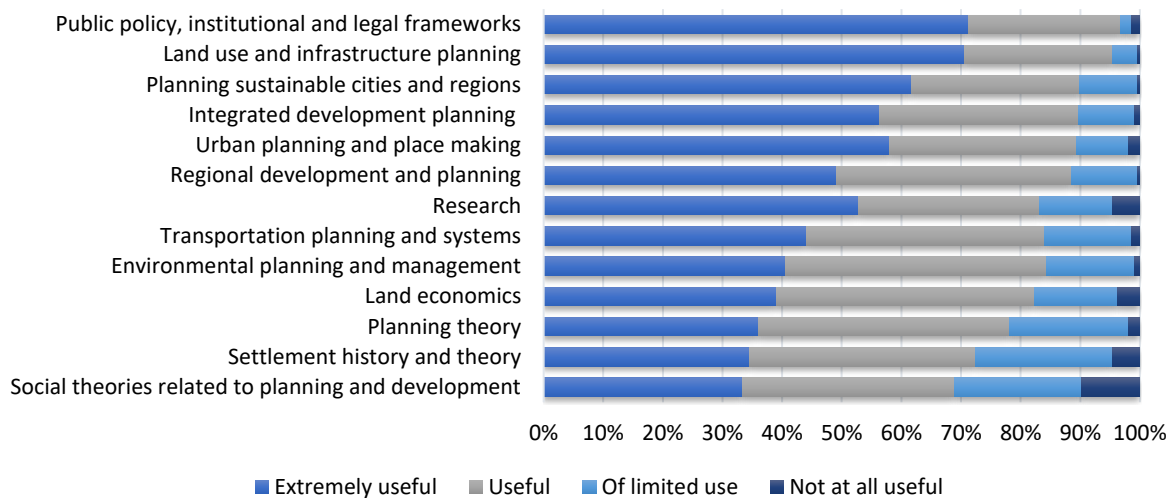 Public policy, institutional and legal frameworks
Land use and infrastructure planning
Planning sustainable cities and regions
Integrated development planning
Urban planning and place making
Regional development and planning
Research
Transportation planning and systems
Environmental planning and management
Land economics
Planning theory
Settlement history and theory
Social theories related to planning and development
0% 10% 20% 30% 40% 50% 60% 70% 80% 90% 100%
Extremely useful Useful Of limited use Not at all useful